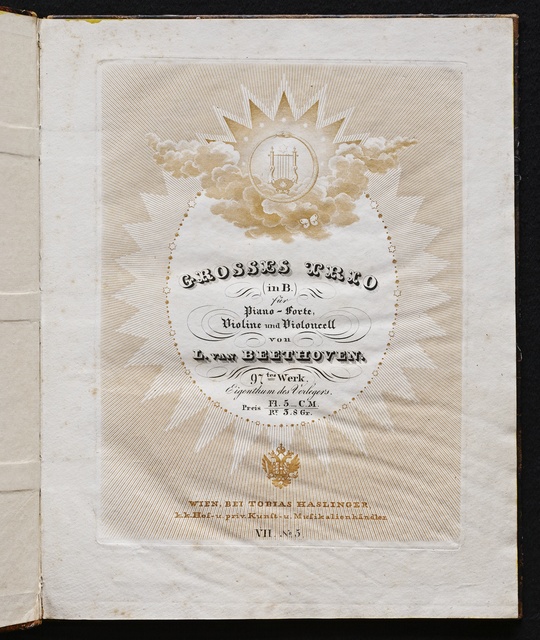 GROSSES TRIO
(in B.)
für
Piano-Forte,
Violine und Violoncell
von
L. VAN BEETHOVEN.
97tes Werk.
Eigenthum des Verlegers.
Preis Fl. 5 _ C.M.
Rt. 3.8 Gr.
WIEN, BEI TOBIAS HASLINGER
k.k. Hof- u. priv. Kunst- u. Musikalienhändler.
VII. No. 5.